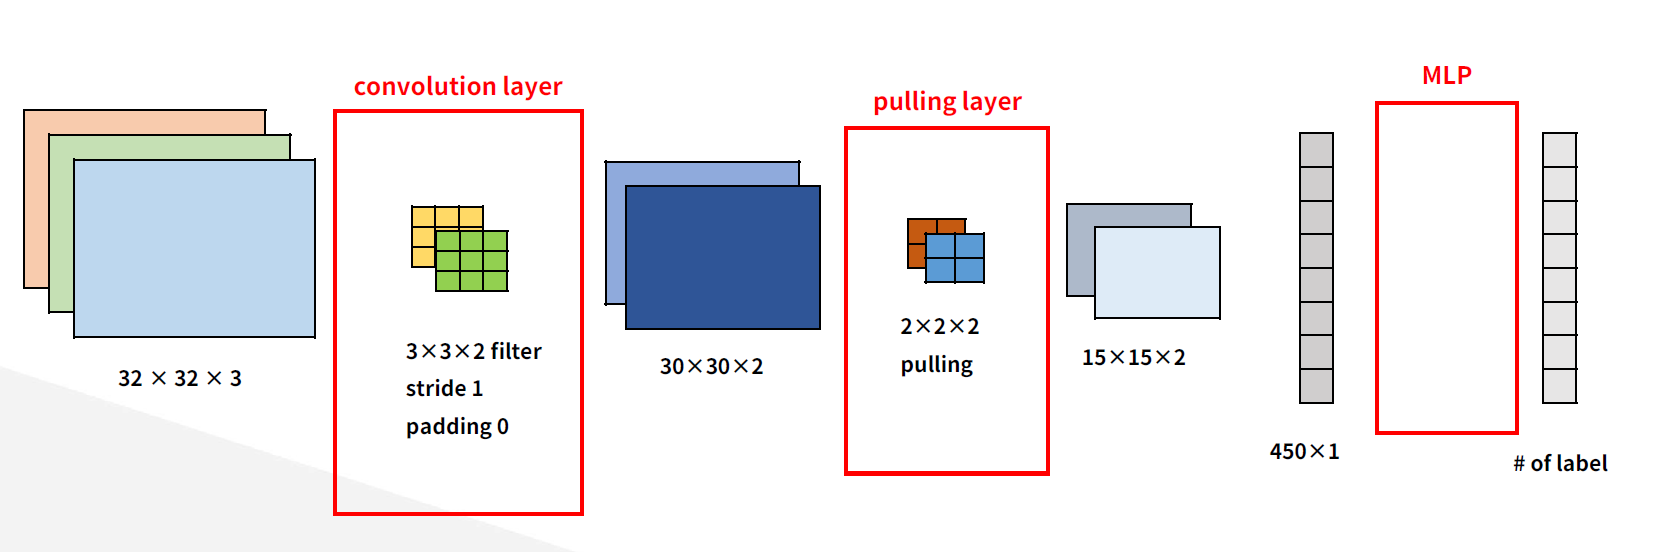 convolution layer
pulling layer
MLP
32 × 32 × 3
3×3×2 filter
stride 1
padding 0
30×30×2
2×2×2
pulling
15×15×2
450×1
# of label